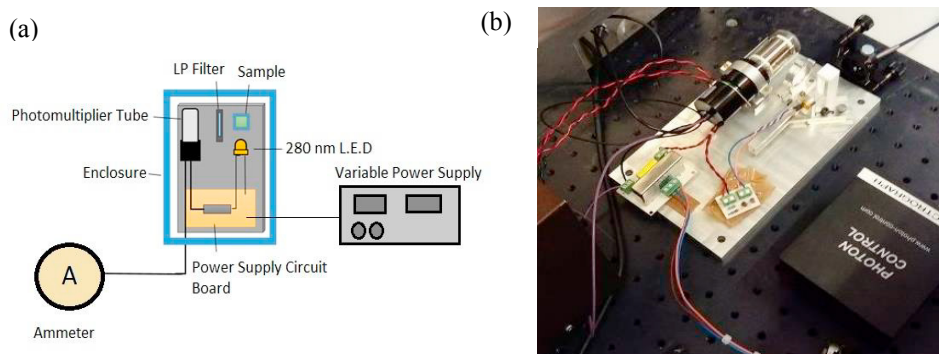 (a)
(b)
LP Filter
Sample
Photomultiplier Tube
280 nm L.E.D
Enclosure
Variable Power Supply
Power Supply Circuit
Board
A
Ammeter
PHOTON
CONTROL
www.photon-control.com